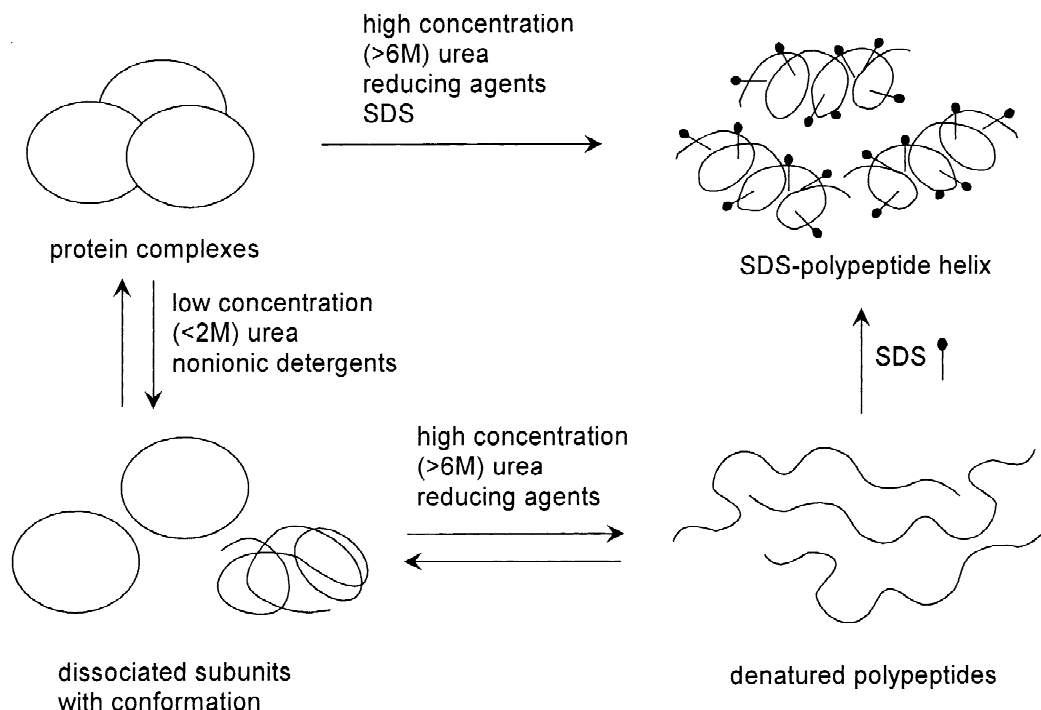 high concentration
(>6M) urea
reducing agents
SDS
protein complexes
SDS-polypeptide helix
low concentration
(<2M) urea
nonionic detergents
SDS
high concentration
(>6M) urea
reducing agents
dissociated subunits
with conformation
denatured polypeptides